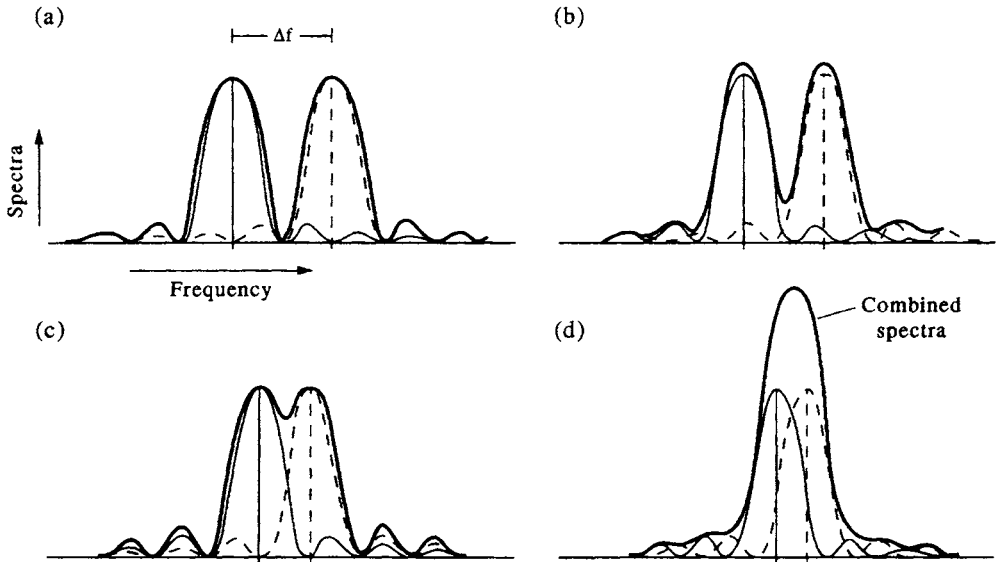 (a)
Δf
(b)
Spectra
Frequency
(c)
(d)
Combined
spectra